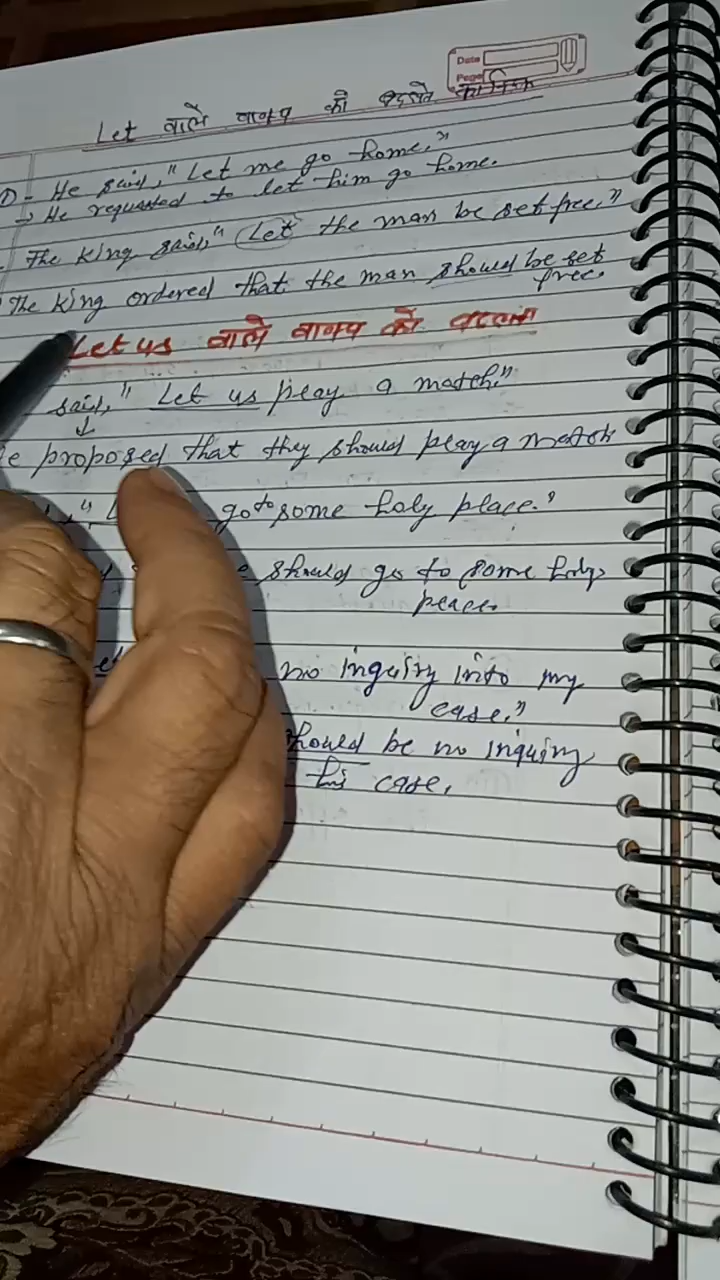 Date
Page
Let वाले वाक्य को बदलने
① - He said, "Let me go home."
→ He requested to let him go home.
The King said, "Let the man be set free."
The King ordered that the man should be set
free.
Let us वाले वाक्य को बदलना
said, " Let us play a match."
↓
e proposed that they should play a match
go to some holy place."
should go to some holy
place.
no inquiry into my
case."
should be no inquiry
his case.